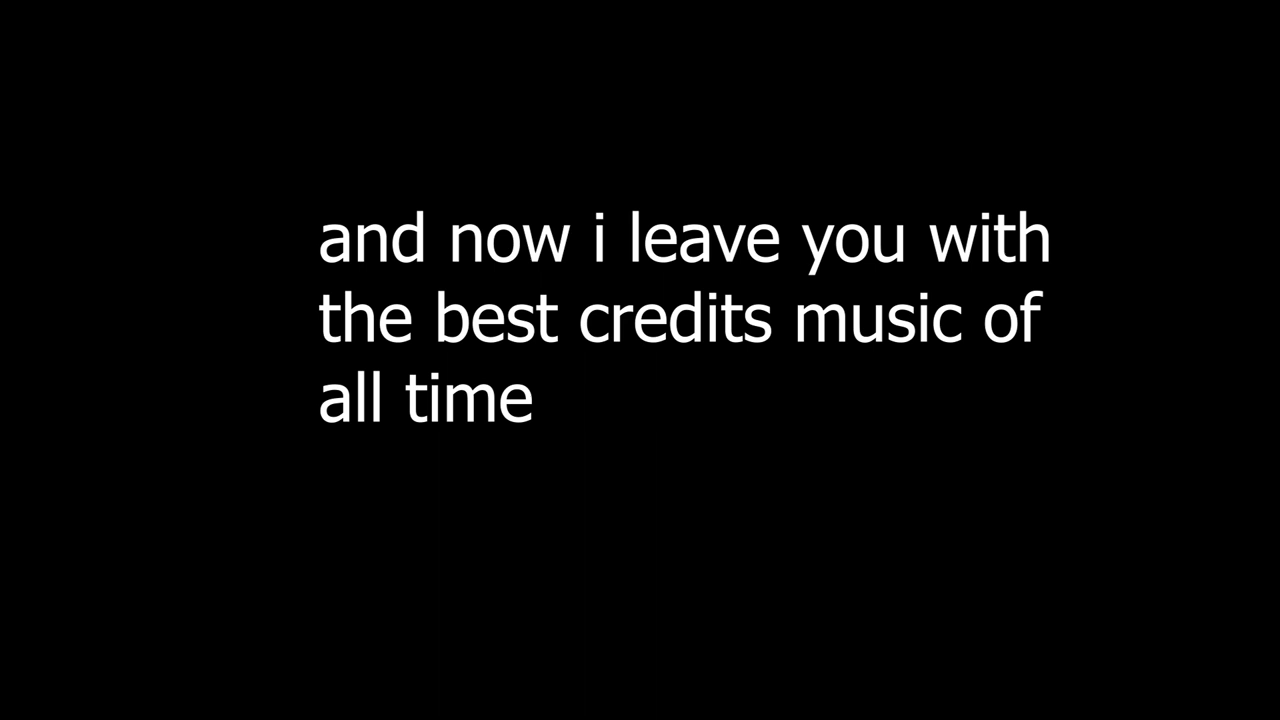 and now i leave you with
the best credits music of
all time